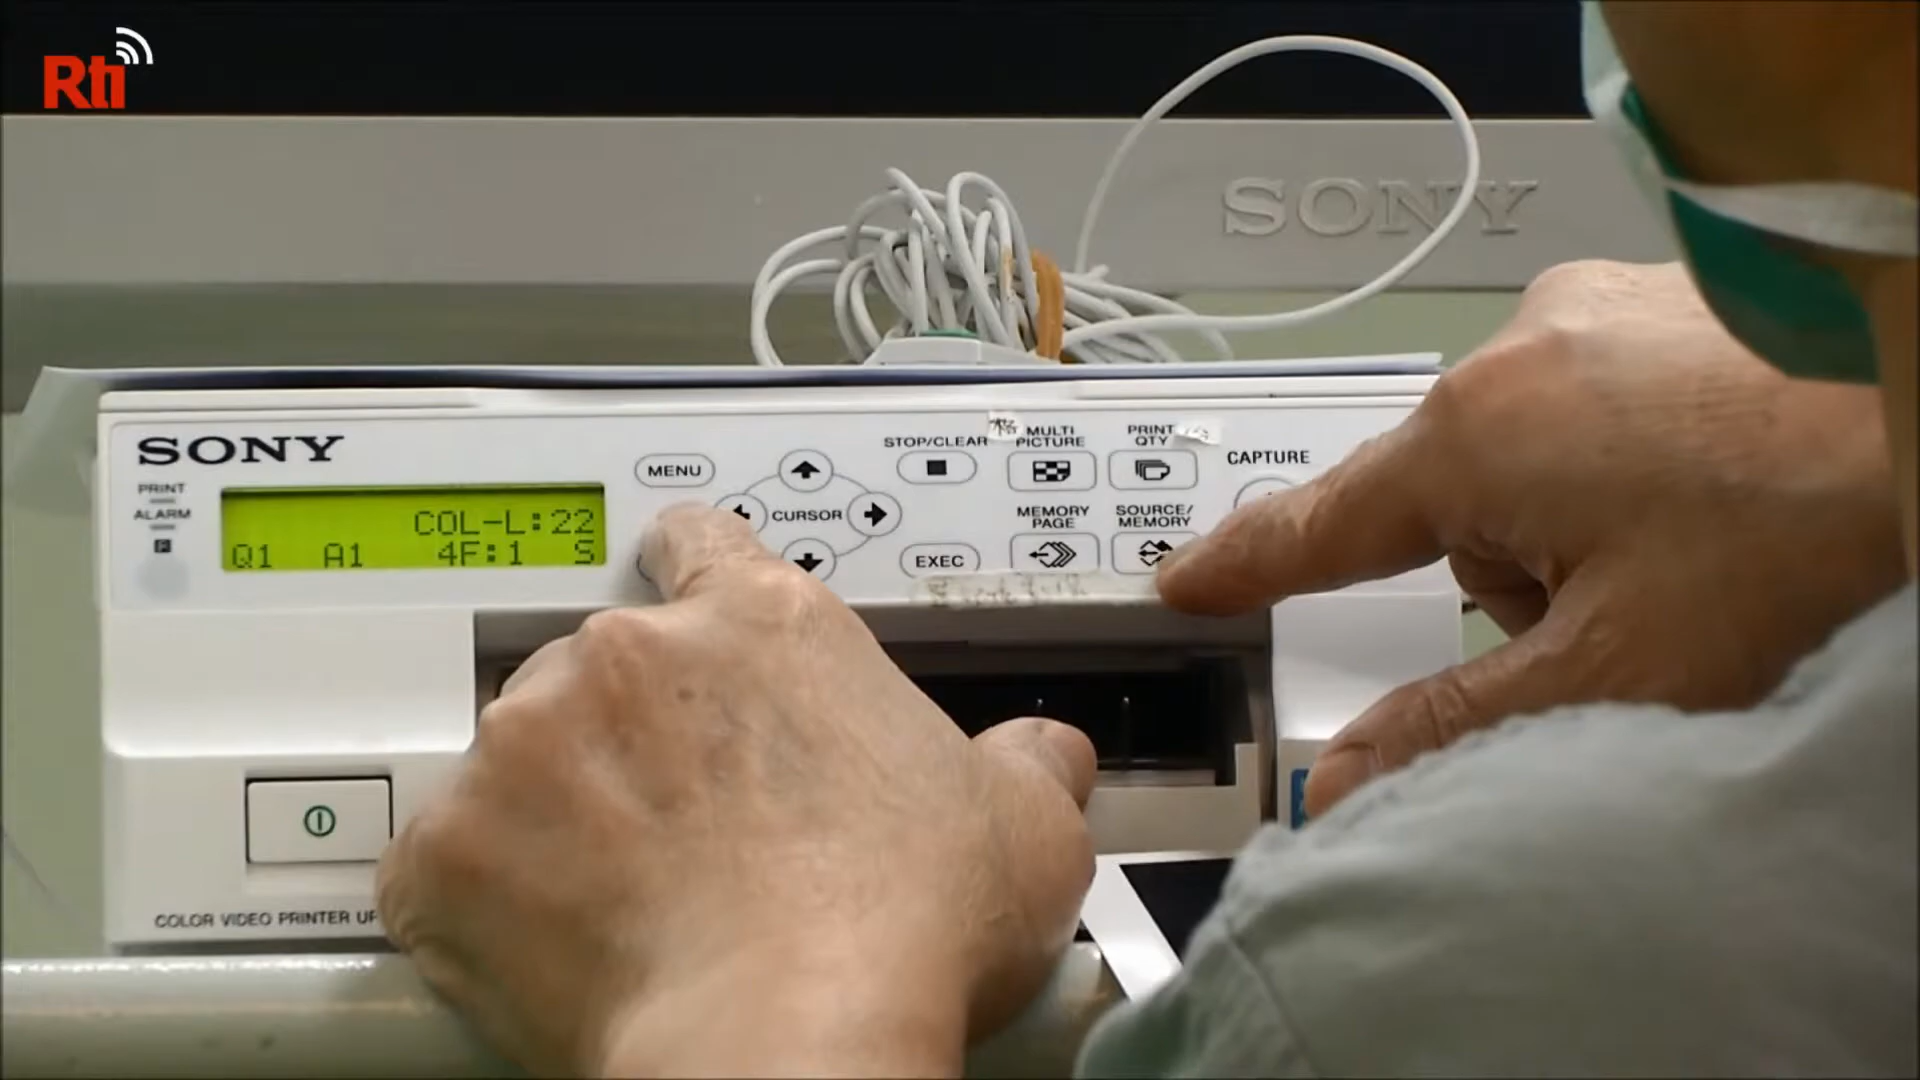 Rti
SONY
SONY
PRINT
ALARM
COL-L:22
Q1 A1 4F:1 S
MENU
CURSOR
STOP/CLEAR
EXEC
MULTI
PICTURE
PRINT
QTY
CAPTURE
MEMORY
PAGE
SOURCE/
MEMORY
COLOR VIDEO PRINTER